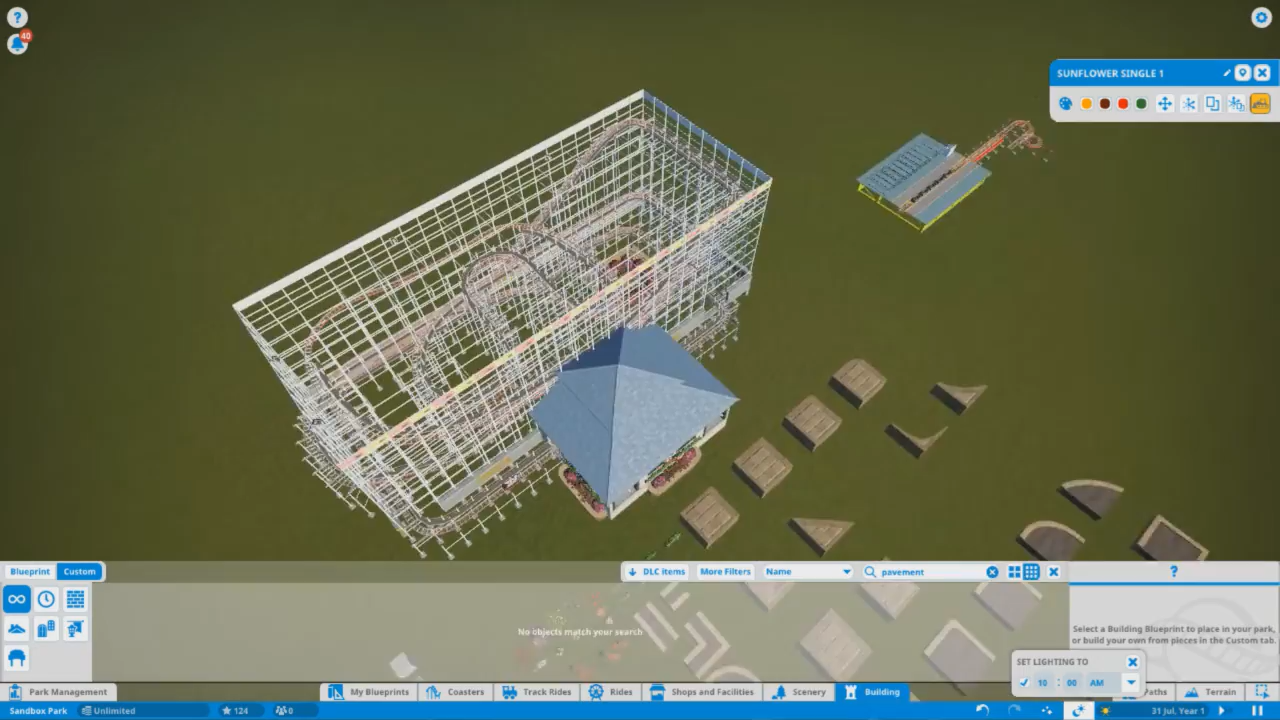 ?
40
SUNFLOWER SINGLE 1
Blueprint
Custom
DLC items
More Filters
Name
pavement
?
No objects match your search
Select a Building Blueprint to place in your park,
or build your own from pieces in the Custom tab.
SET LIGHTING TO
10 : 00 AM
Park Management
My Blueprints
Coasters
Track Rides
Rides
Shops and Facilities
Scenery
Building
Paths
Terrain
Sandbox Park
Unlimited
124
0
31 Jul, Year 1